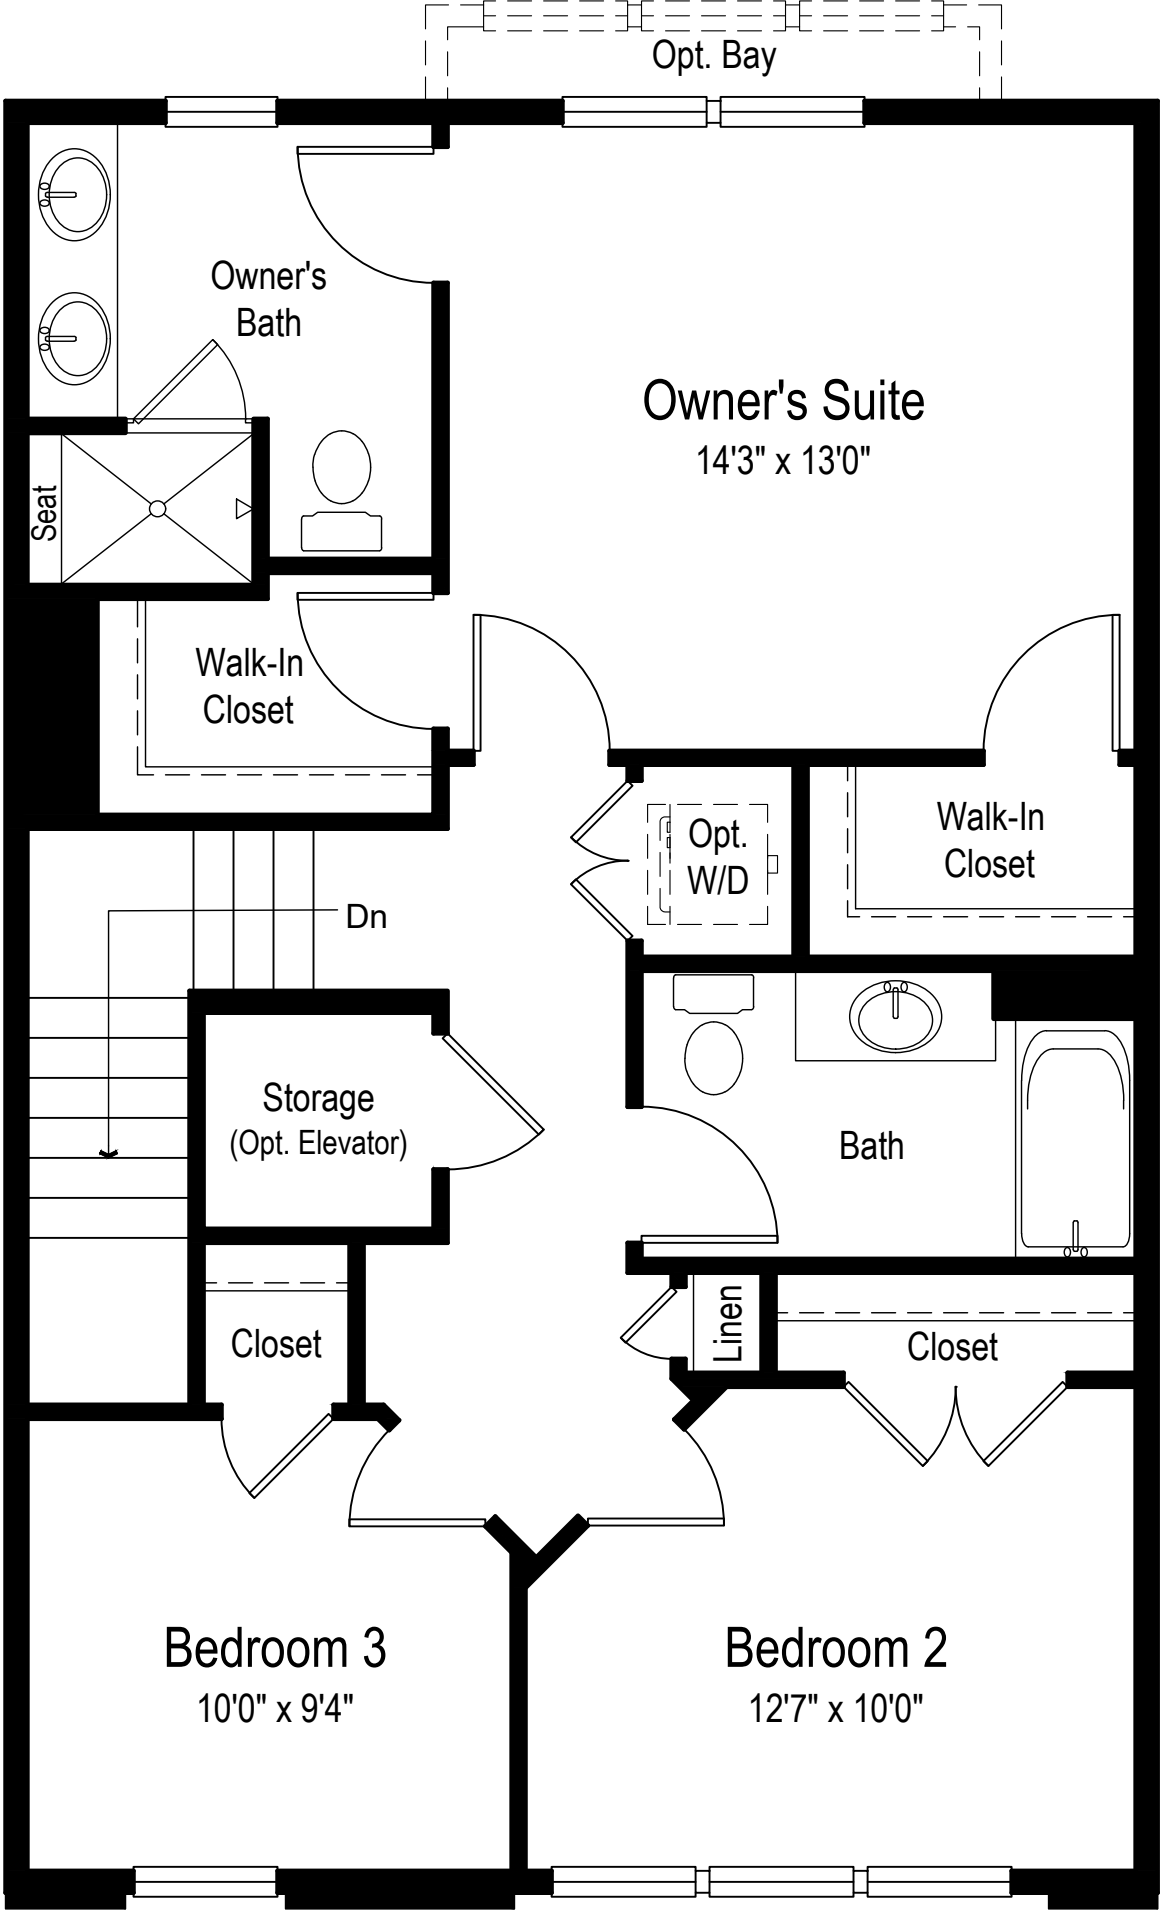 Opt. Bay
Owner's
Bath
Owner's Suite
14'3" x 13'0"
Seat
Walk-In
Closet
Opt.
W/D
Walk-In
Closet
Dn
Storage
(Opt. Elevator)
Bath
Closet
Linen
Closet
Bedroom 3
10'0" x 9'4"
Bedroom 2
12'7" x 10'0"